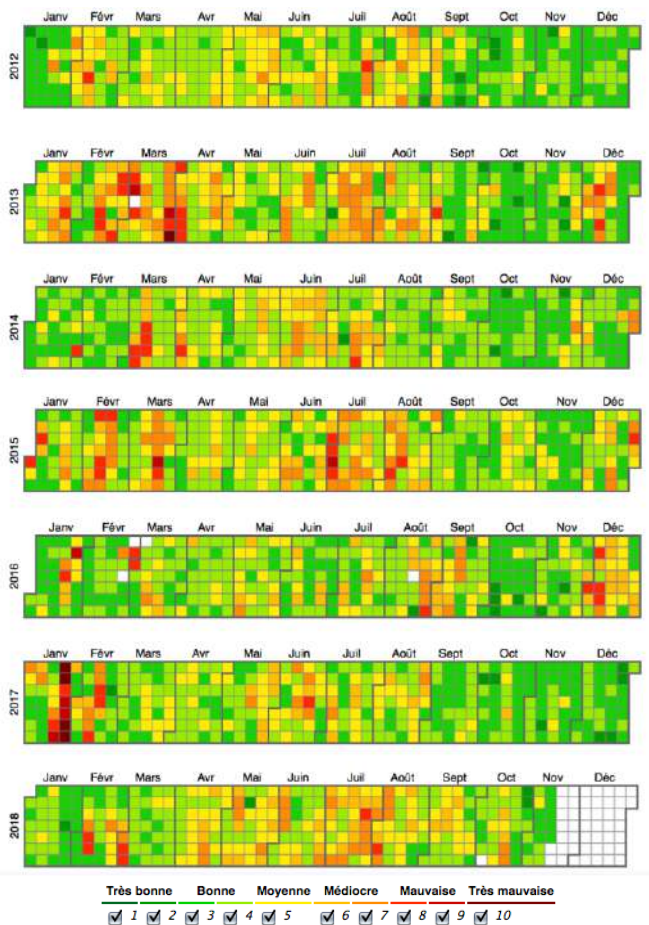 Janv Févr Mars Avr Mai Juin Juil Août Sept Oct Nov Déc
2012
Janv Févr Mars Avr Mai Juin Juil Août Sept Oct Nov Déc
2013
Janv Févr Mars Avr Mai Juin Juil Août Sept Oct Nov Déc
2014
Janv Févr Mars Avr Mai Juin Juil Août Sept Oct Nov Déc
2015
Janv Févr Mars Avr Mai Juin Juil Août Sept Oct Nov Déc
2016
Janv Févr Mars Avr Mai Juin Juil Août Sept Oct Nov Déc
2017
Janv Févr Mars Avr Mai Juin Juil Août Sept Oct Nov Déc
2018
Très bonne Bonne Moyenne Médiocre Mauvaise Très mauvaise
1 2 3 4 5 6 7 8 9 10